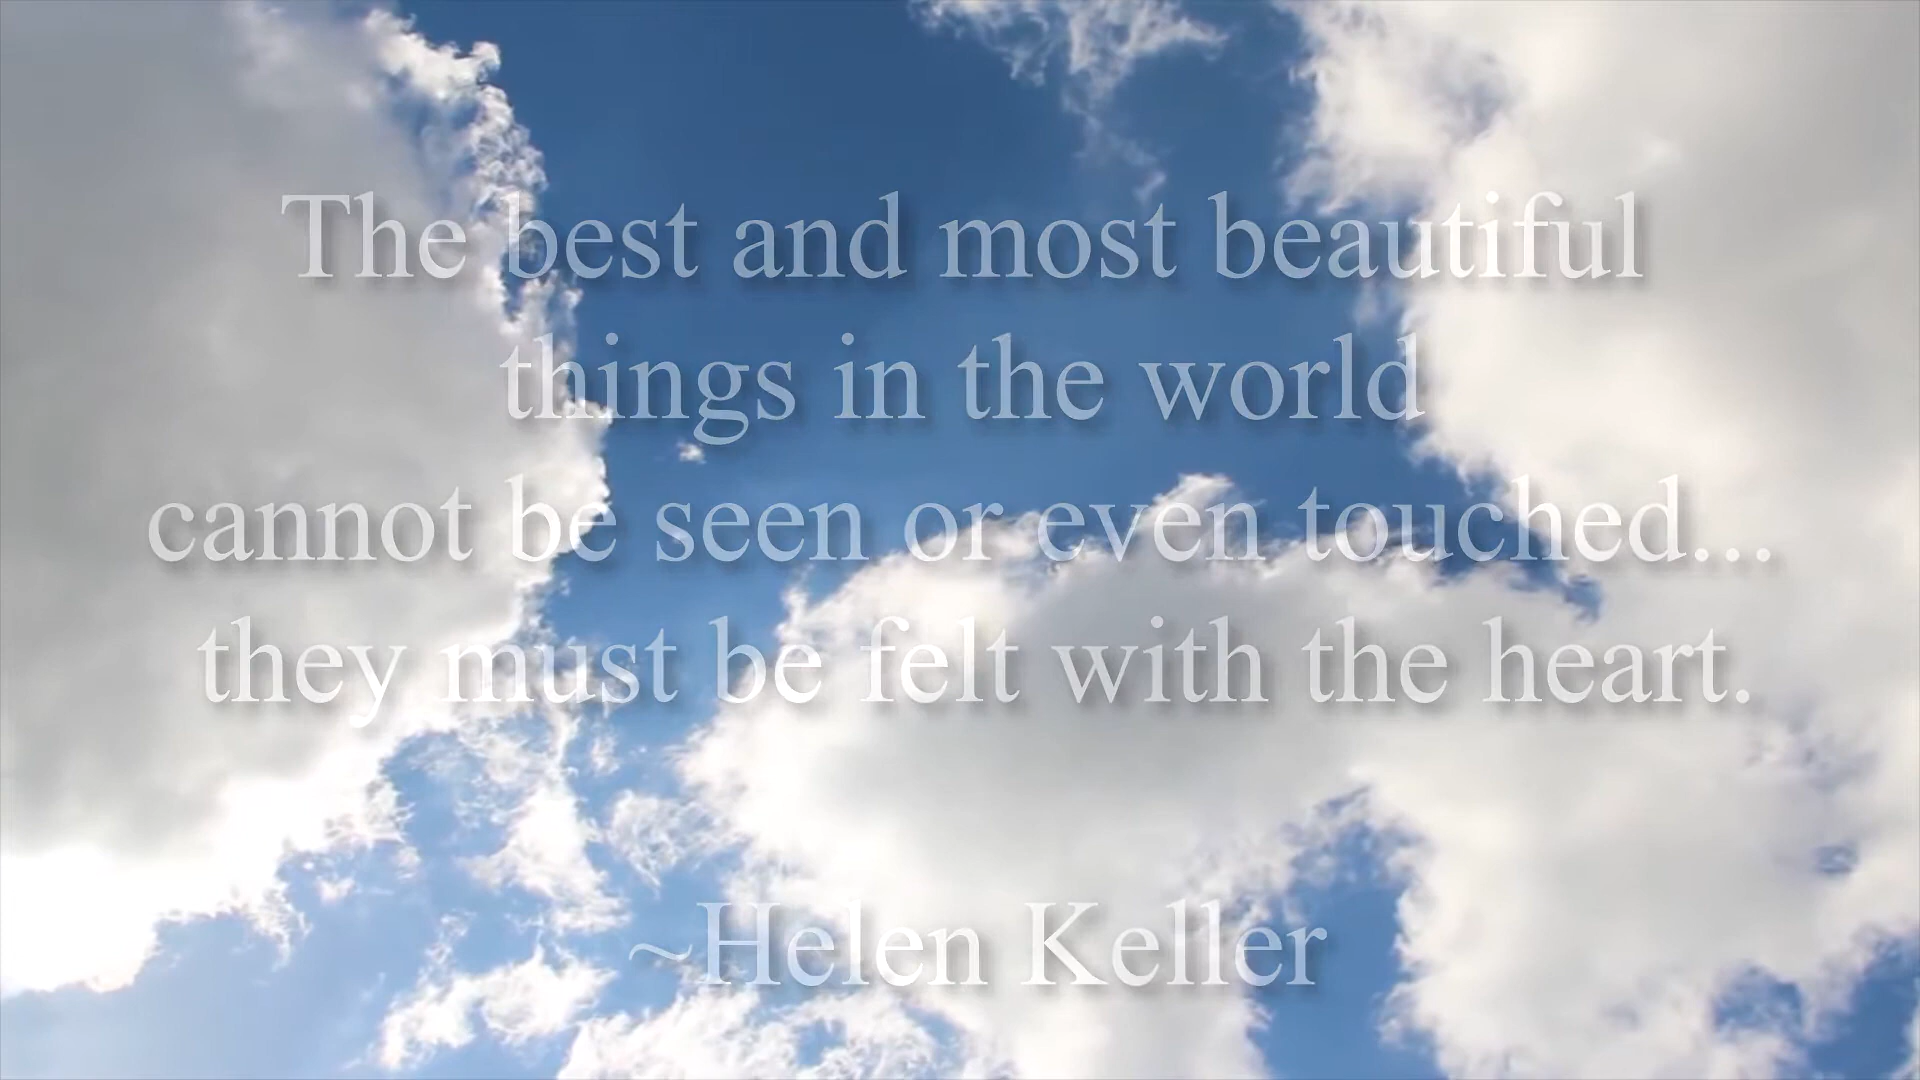 The best and most beautiful
things in the world
cannot be seen or even touched...
they must be felt with the heart.
~Helen Keller